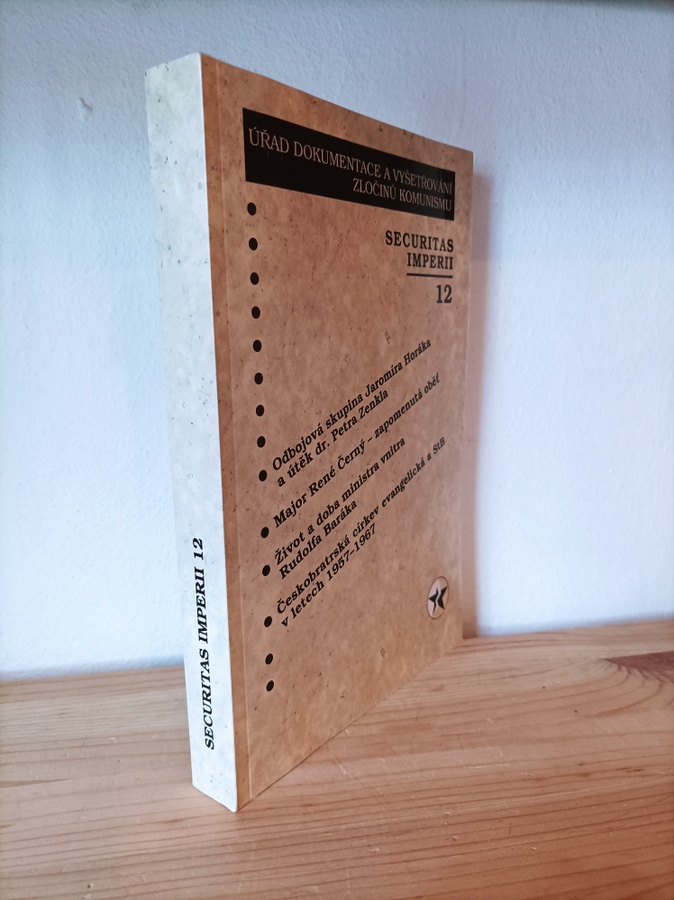 ÚŘAD DOKUMENTACE A VYŠETŘOVÁNÍ
ZLOČINŮ KOMUNISMU
SECURITAS
IMPERII
12
Odbojová skupina Jaromíra Horáka
a útěk dr. Petra Zenkla
Major René Černý – zapomenutá oběť
Život a doba ministra vnitra
Rudolfa Baráka
Českobratrská církev evangelická a StB
v letech 1957–1967
SECURITAS IMPERII 12